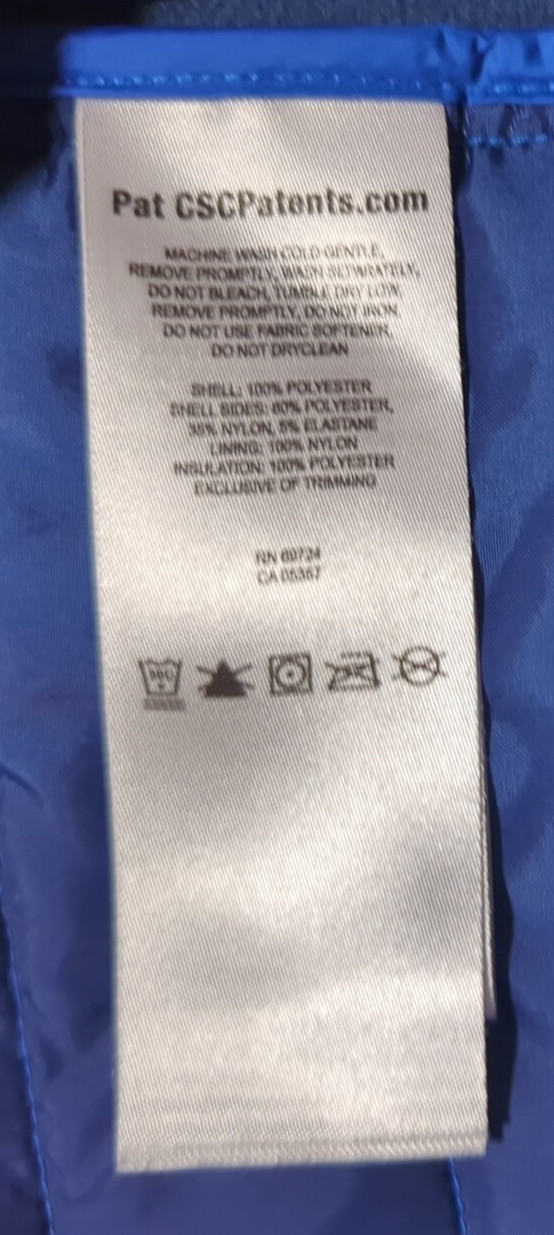 Pat CSCPatents.com
MACHINE WASH COLD GENTLE,
REMOVE PROMPTLY, WASH SEPARATELY,
DO NOT BLEACH, TUMBLE DRY LOW
REMOVE PROMPTLY, DO NOT IRON,
DO NOT USE FABRIC SOFTENER,
DO NOT DRYCLEAN
SHELL: 100% POLYESTER
SHELL SIDES: 60% POLYESTER,
35% NYLON, 5% ELASTANE
LINING: 100% NYLON
INSULATION: 100% POLYESTER
EXCLUSIVE OF TRIMMING
RN 69724
CA 05367